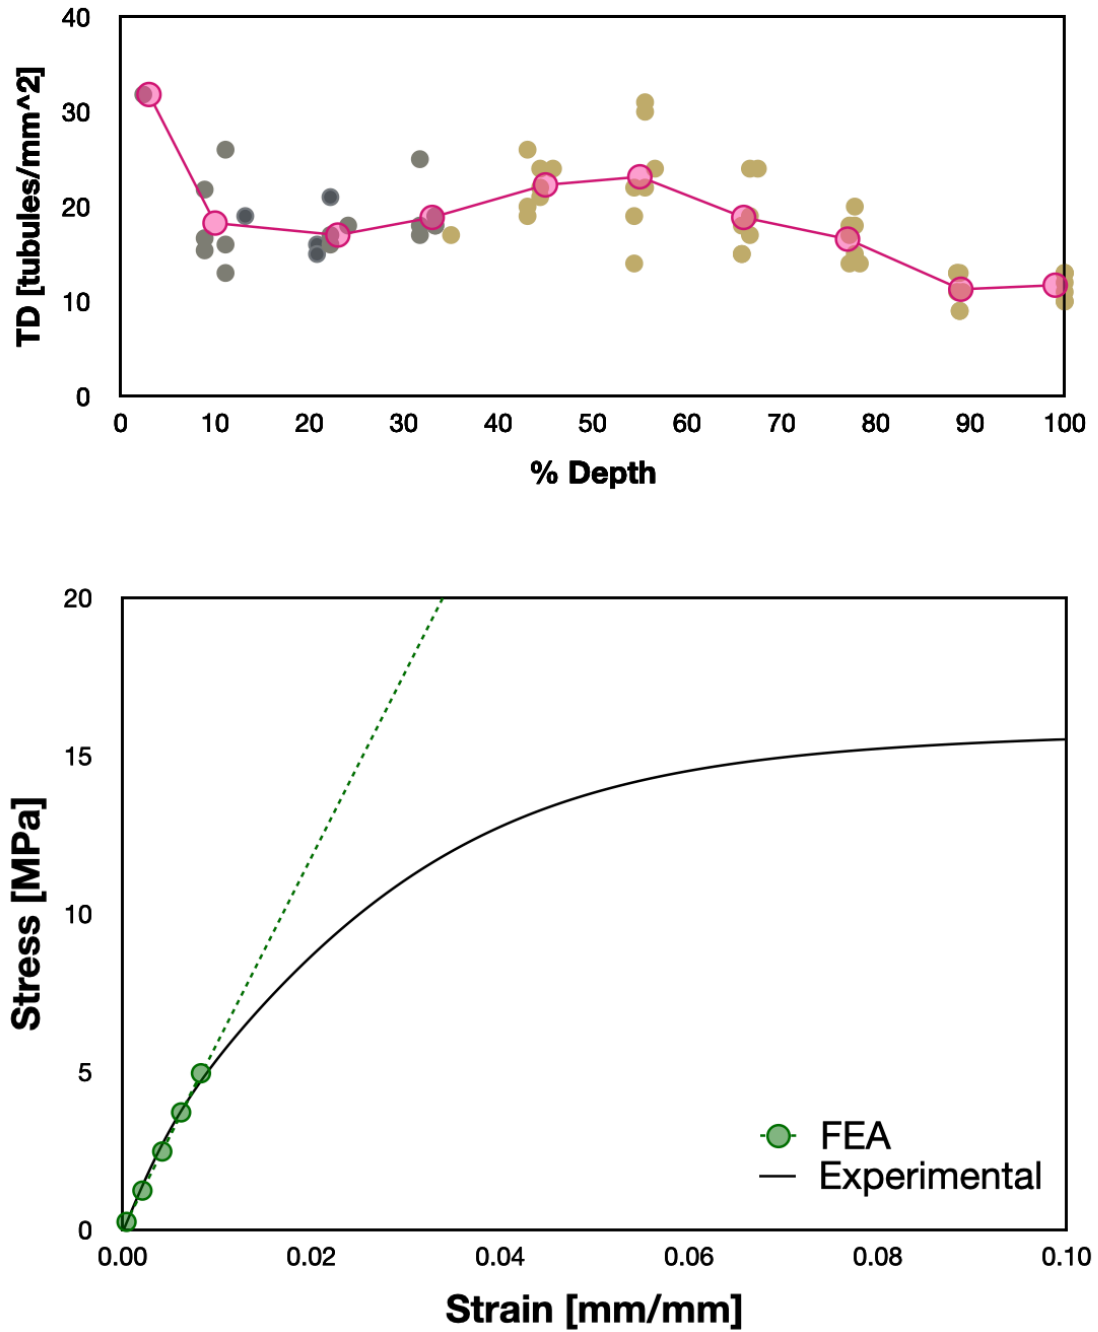 TD [tubules/mm^2]
40
30
20
10
0
0 10 20 30 40 50 60 70 80 90 100
% Depth
Stress [MPa]
20
15
10
5
0
FEA
Experimental
0.00 0.02 0.04 0.06 0.08 0.10
Strain [mm/mm]